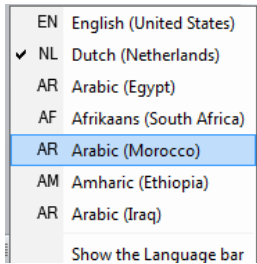 EN English (United States)
✔ NL Dutch (Netherlands)
AR Arabic (Egypt)
AF Afrikaans (South Africa)
AR Arabic (Morocco)
AM Amharic (Ethiopia)
AR Arabic (Iraq)
Show the Language bar